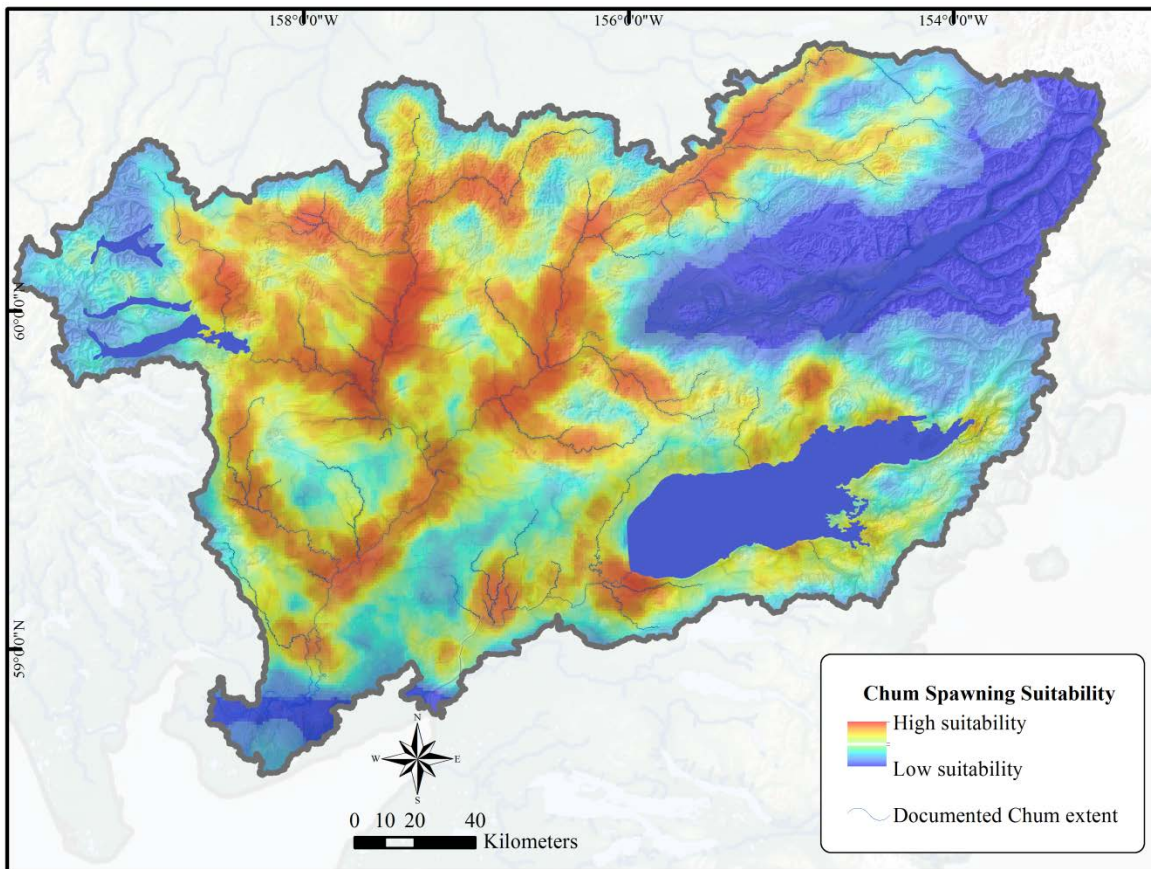 158°0'0"W
156°0'0"W
154°0'0"W
60°0'0"N
59°0'0"N
Chum Spawning Suitability
High suitability
Low suitability
Documented Chum extent
N
W
E
S
0 10 20 40
Kilometers